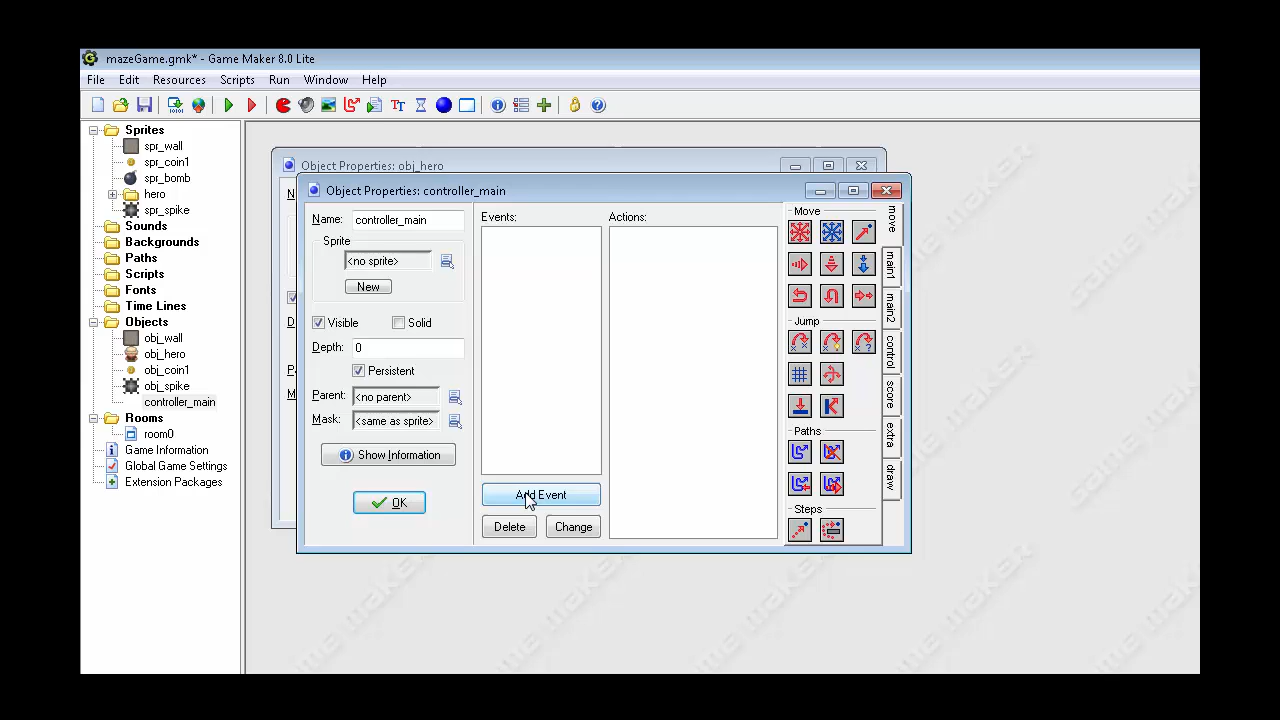 mazeGame.gmk* - Game Maker 8.0 Lite
File Edit Resources Scripts Run Window Help
Sprites
spr_wall
spr_coin1
spr_bomb
hero
spr_spike
Sounds
Backgrounds
Paths
Scripts
Fonts
Time Lines
Objects
obj_wall
obj_hero
obj_coin1
obj_spike
controller_main
Rooms
room0
Game Information
Global Game Settings
Extension Packages
Object Properties: obj_hero
Object Properties: controller_main
Name: controller_main
Sprite
<no sprite>
New
Visible Solid
Depth: 0
Persistent
Parent: <no parent>
Mask: <same as sprite>
Show Information
OK
Events:
Add Event
Delete Change
Actions:
Move
Jump
Paths
Steps
move
main1
main2
control
score
extra
draw